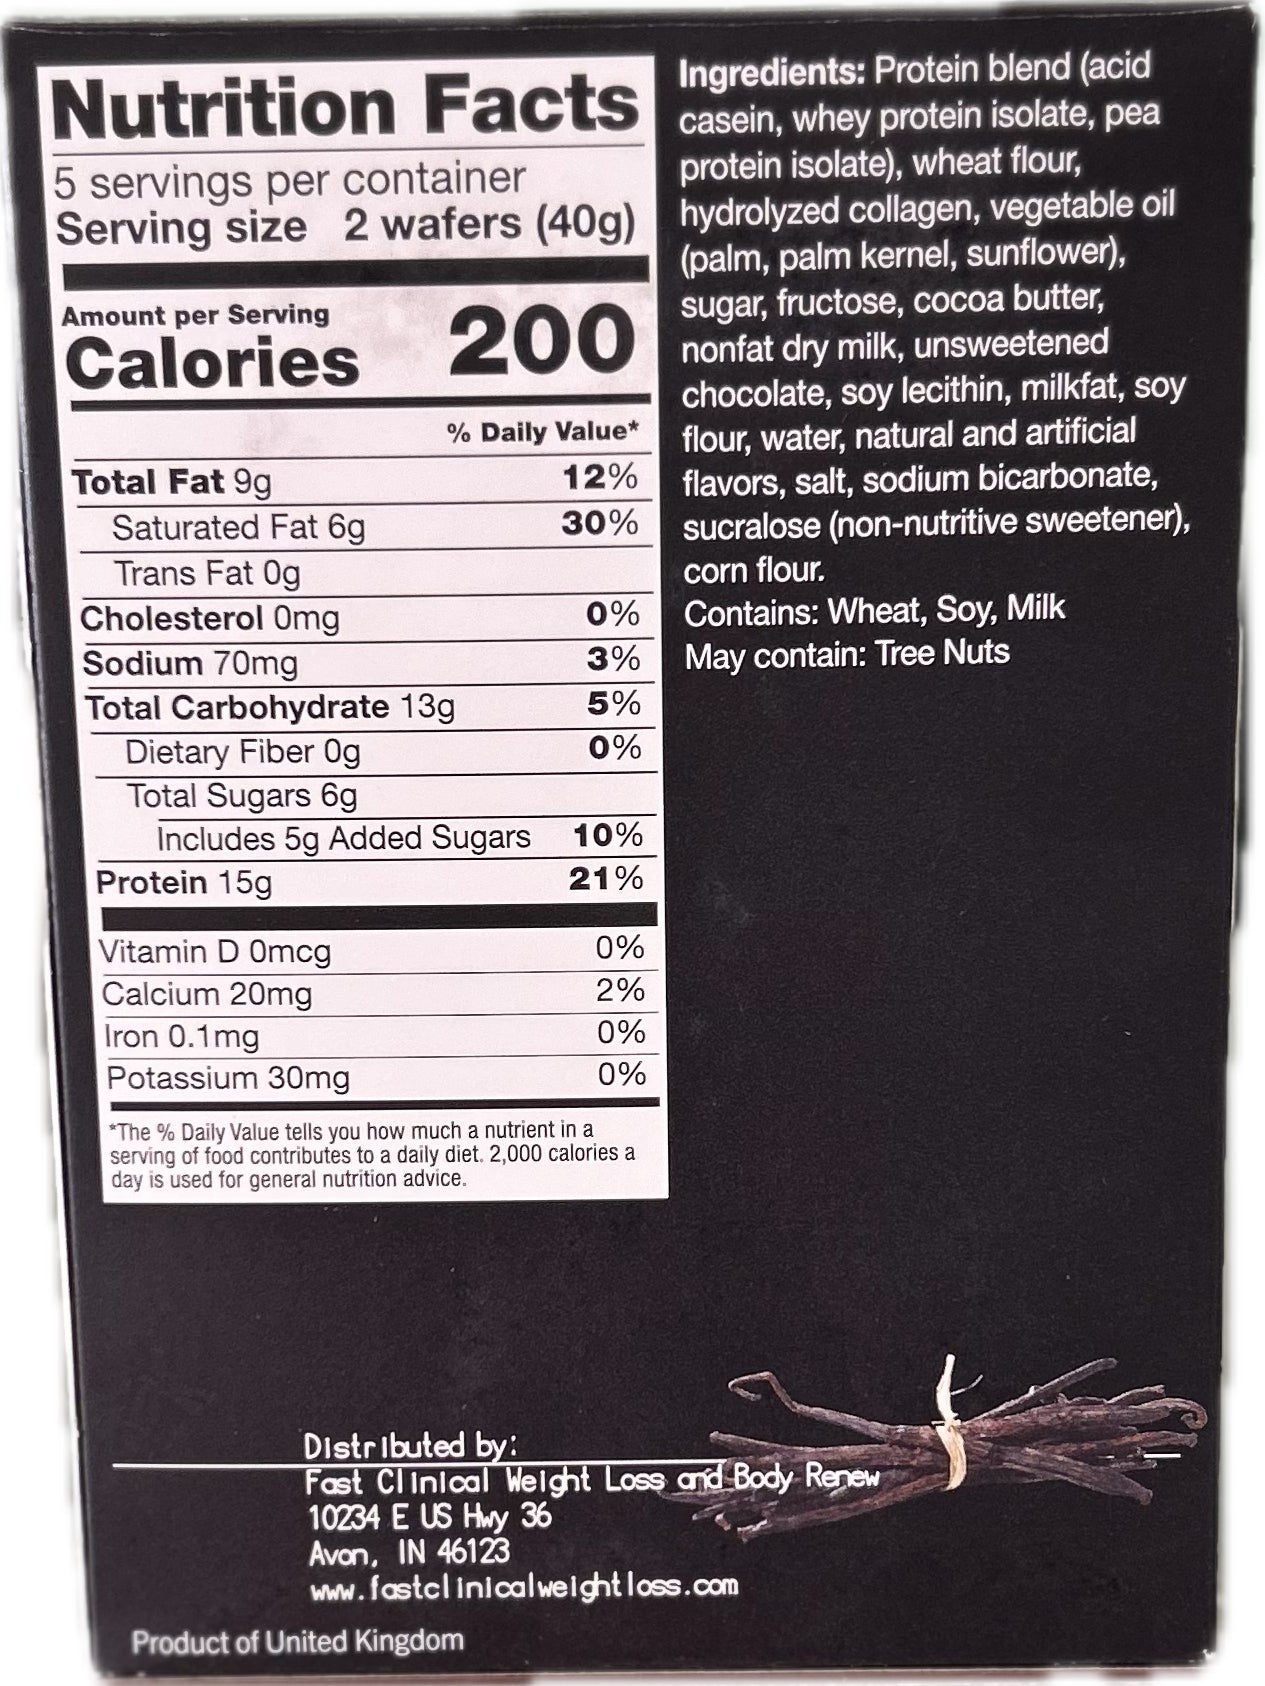 Nutrition Facts
5 servings per container
Serving size 2 wafers (40g)
Amount per Serving
Calories 200
% Daily Value*
Total Fat 9g 12%
Saturated Fat 6g 30%
Trans Fat 0g
Cholesterol 0mg 0%
Sodium 70mg 3%
Total Carbohydrate 13g 5%
Dietary Fiber 0g 0%
Total Sugars 6g
Includes 5g Added Sugars 10%
Protein 15g 21%
Vitamin D 0mcg 0%
Calcium 20mg 2%
Iron 0.1mg 0%
Potassium 30mg 0%
*The % Daily Value tells you how much a nutrient in a
serving of food contributes to a daily diet. 2,000 calories a
day is used for general nutrition advice.
Ingredients: Protein blend (acid
casein, whey protein isolate, pea
protein isolate), wheat flour,
hydrolyzed collagen, vegetable oil
(palm, palm kernel, sunflower),
sugar, fructose, cocoa butter,
nonfat dry milk, unsweetened
chocolate, soy lecithin, milkfat, soy
flour, water, natural and artificial
flavors, salt, sodium bicarbonate,
sucralose (non-nutritive sweetener),
corn flour.
Contains: Wheat, Soy, Milk
May contain: Tree Nuts
Distributed by:
Fast Clinical Weight Loss and Body Renew
10234 E US Hwy 36
Avon, IN 46123
www.fastclinicalweightloss.com
Product of United Kingdom